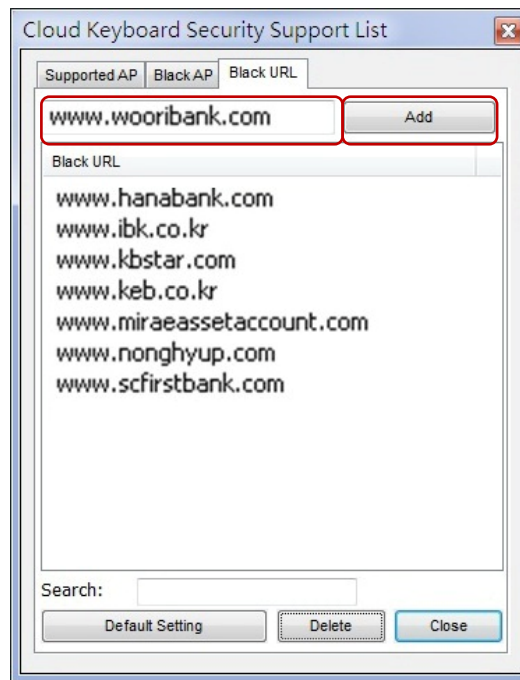 Cloud Keyboard Security Support List
Supported AP Black AP Black URL
www.wooribank.com Add
Black URL
www.hanabank.com
www.ibk.co.kr
www.kbstar.com
www.keb.co.kr
www.miraeassetaccount.com
www.nonghyup.com
www.scfirstbank.com
Search:
Default Setting Delete Close